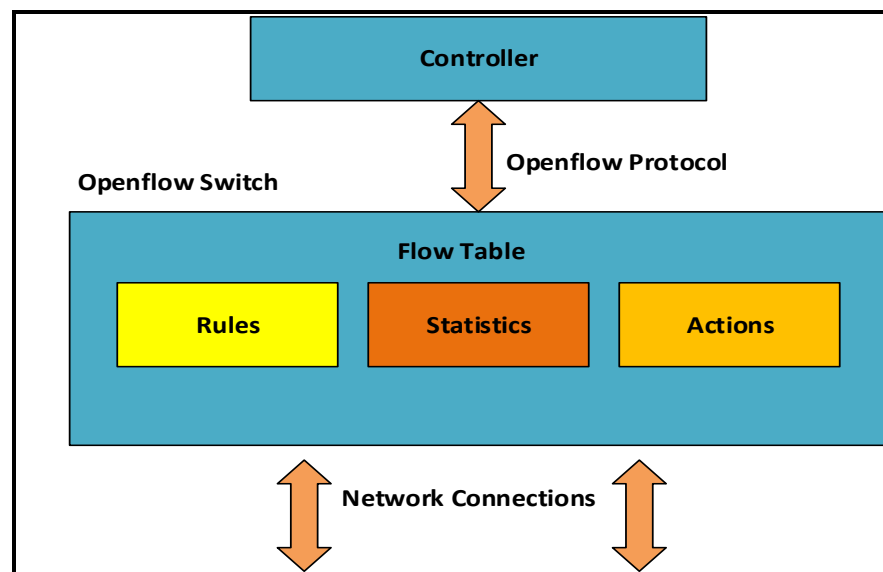 Controller
Openflow Protocol
Openflow Switch
Flow Table
Rules
Statistics
Actions
Network Connections